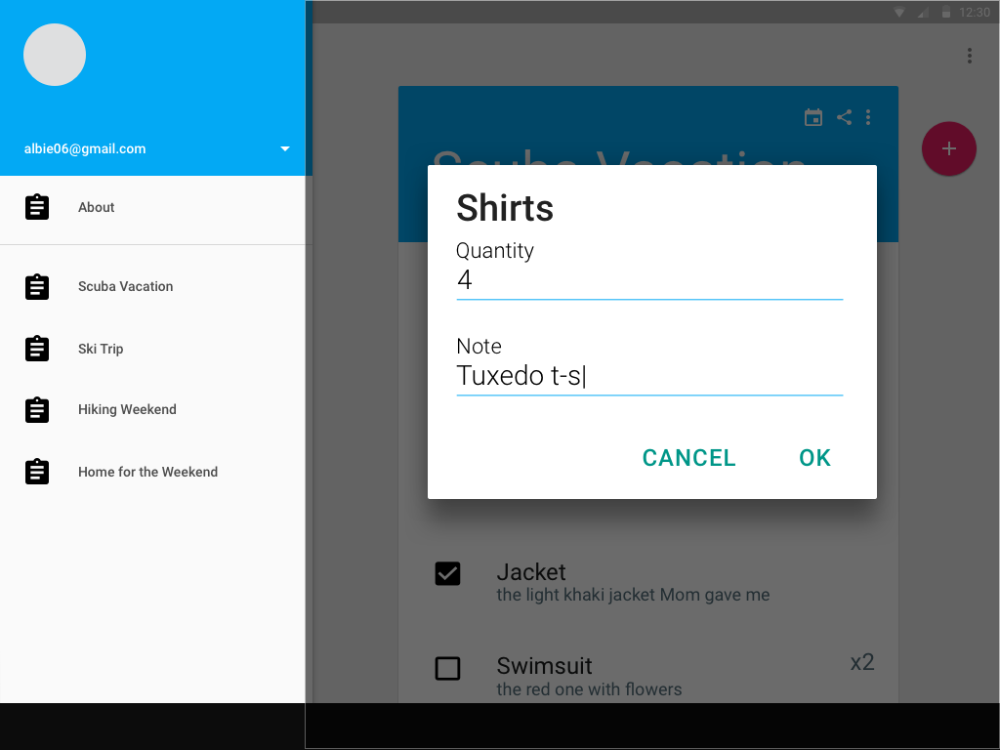 12:30
albie06@gmail.com
About
Scuba Vacation
Ski Trip
Hiking Weekend
Home for the Weekend
Scuba Vacation
Shirts
Quantity
4
Note
Tuxedo t-s
CANCEL
OK
Jacket
the light khaki jacket Mom gave me
Swimsuit
x2
the red one with flowers